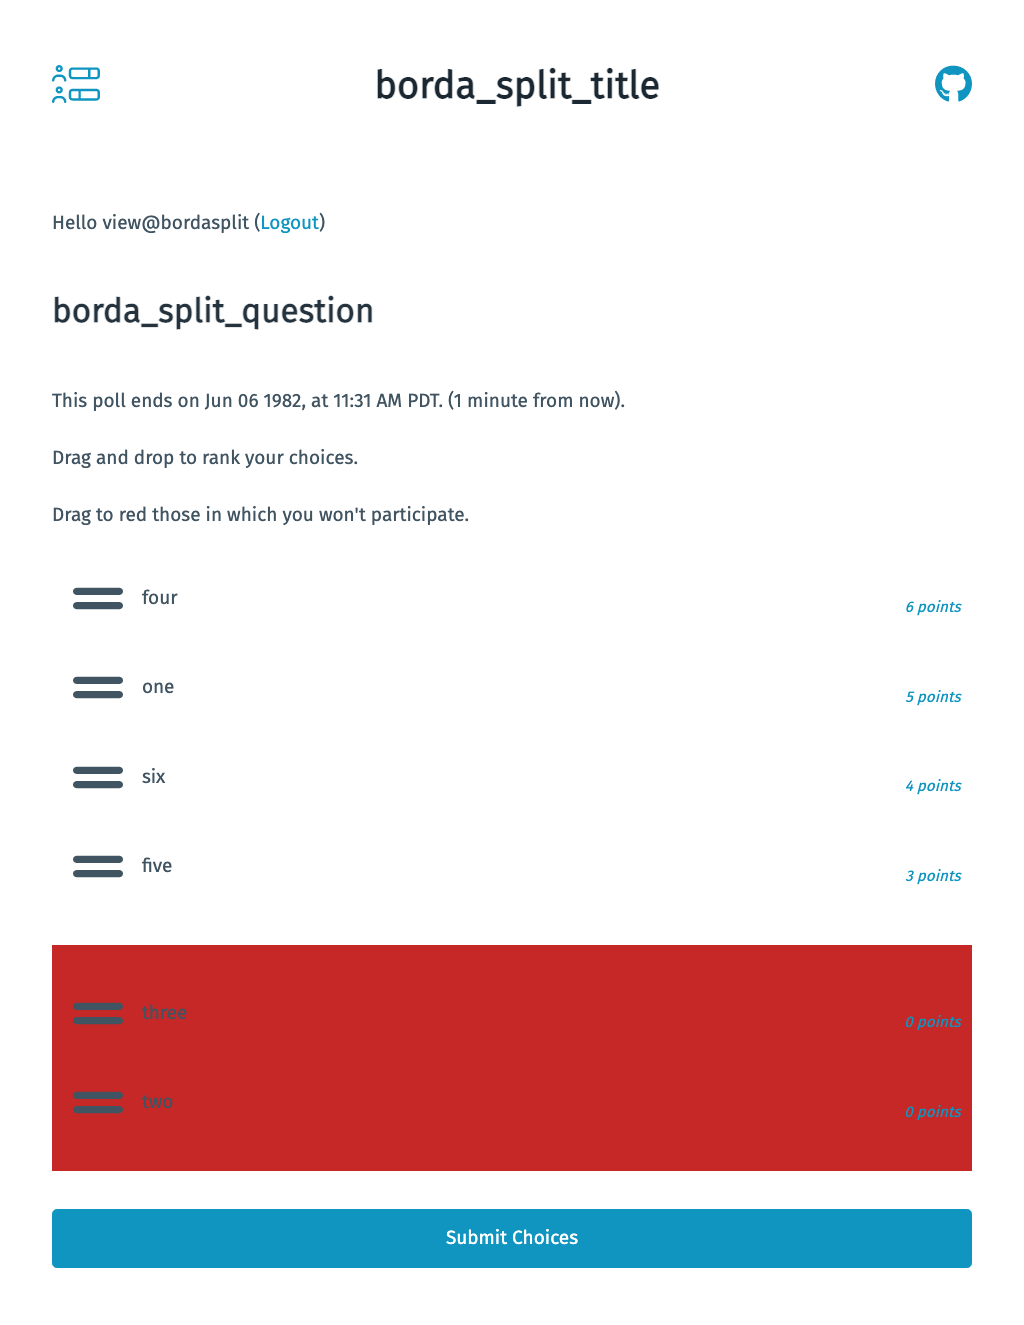 borda_split_title
Hello view@bordasplit (Logout)
borda_split_question
This poll ends on Jun 06 1982, at 11:31 AM PDT. (1 minute from now).
Drag and drop to rank your choices.
Drag to red those in which you won't participate.
four
6 points
one
5 points
six
4 points
five
3 points
three
0 points
two
0 points
Submit Choices